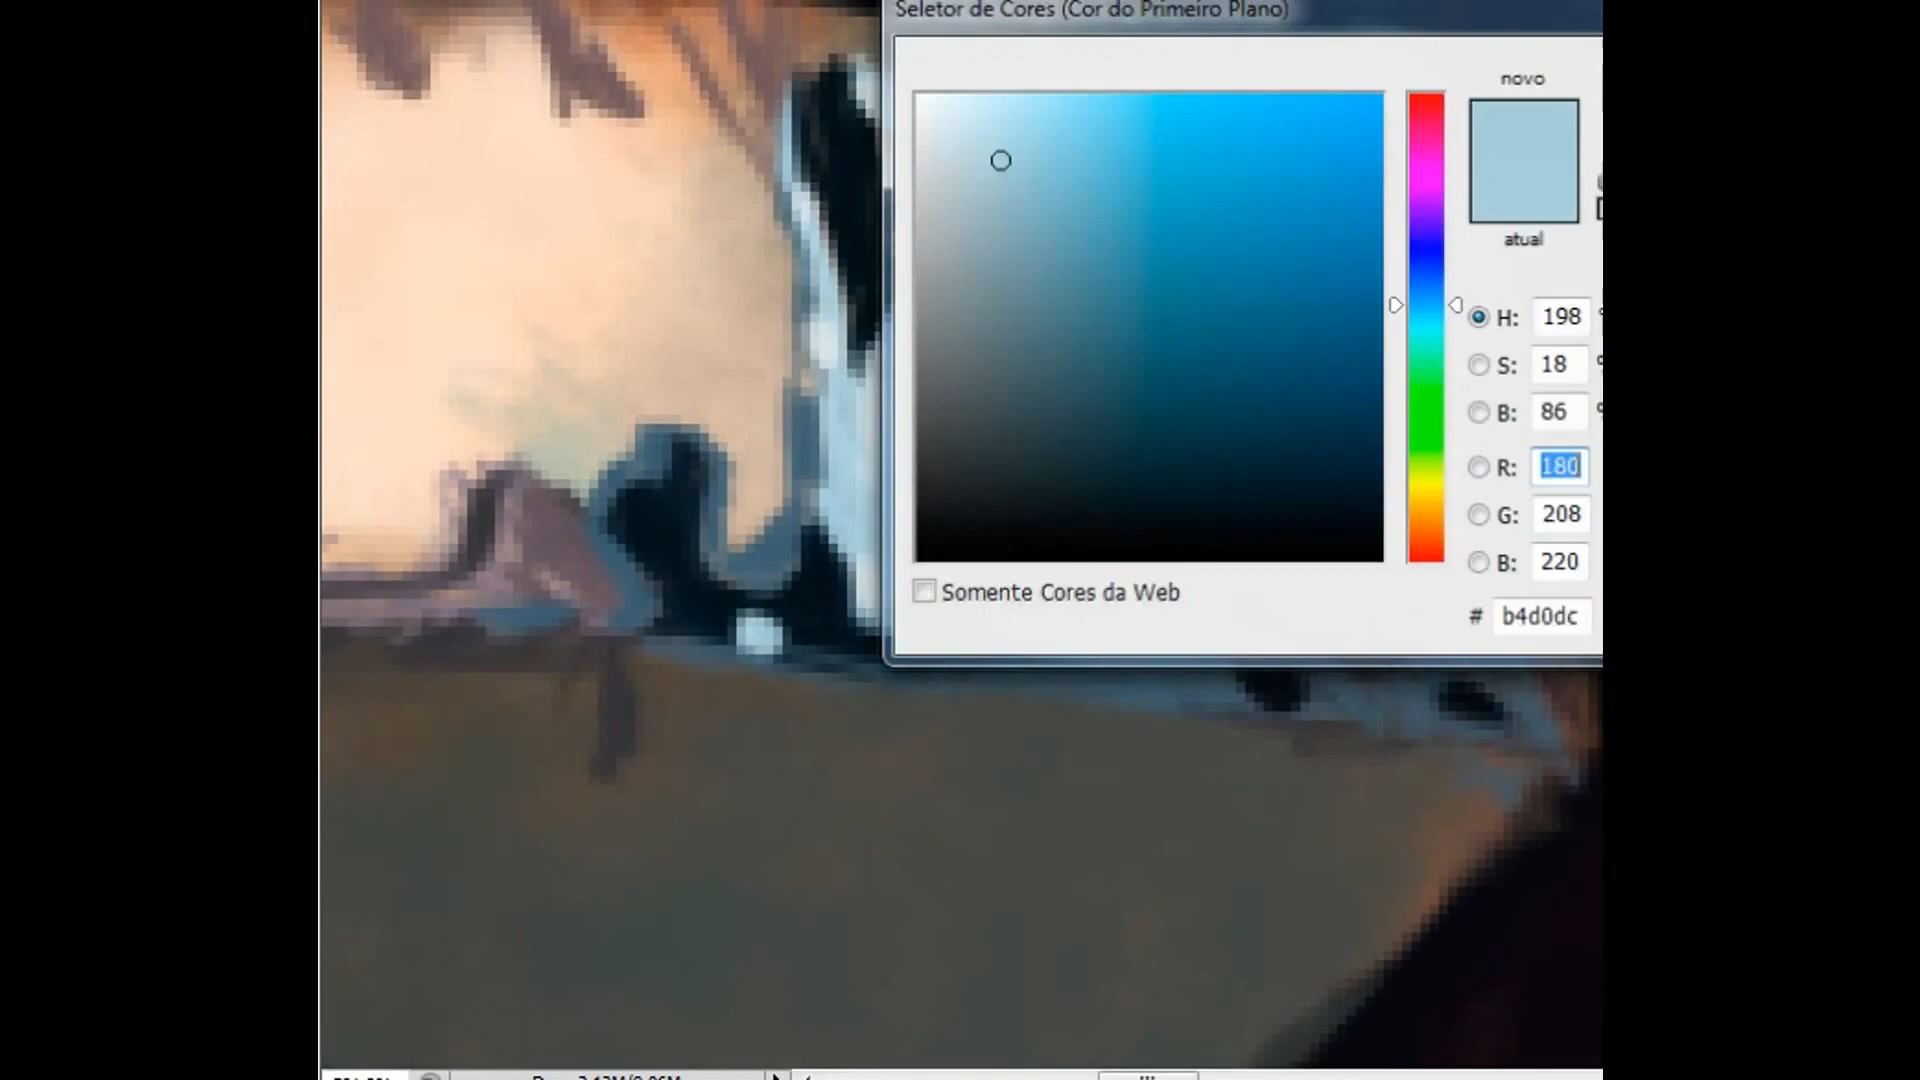 Seletor de Cores (Cor do Primeiro Plano)
novo
atual
H: 198 °
S: 18
B: 86
R: 180
G: 208
B: 220
Somente Cores da Web
# b4d0dc